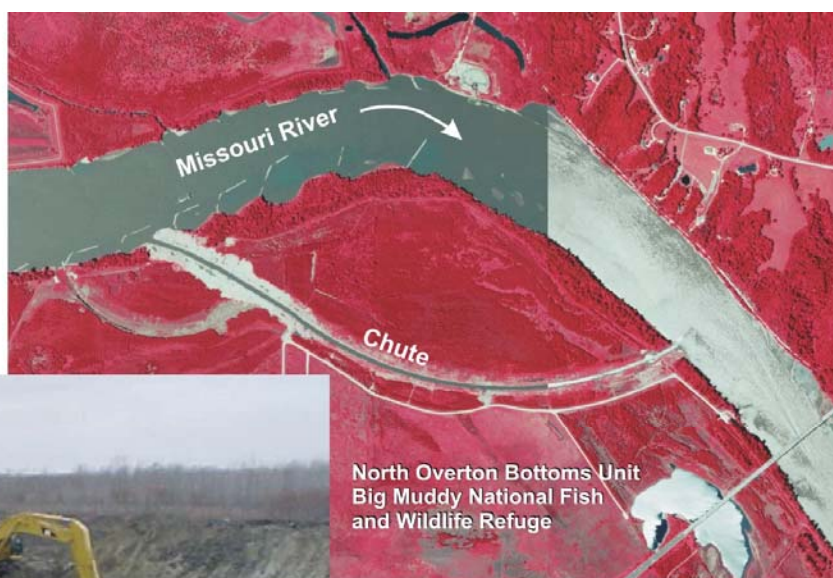 Missouri River
Chute
North Overton Bottoms Unit
Big Muddy National Fish
and Wildlife Refuge